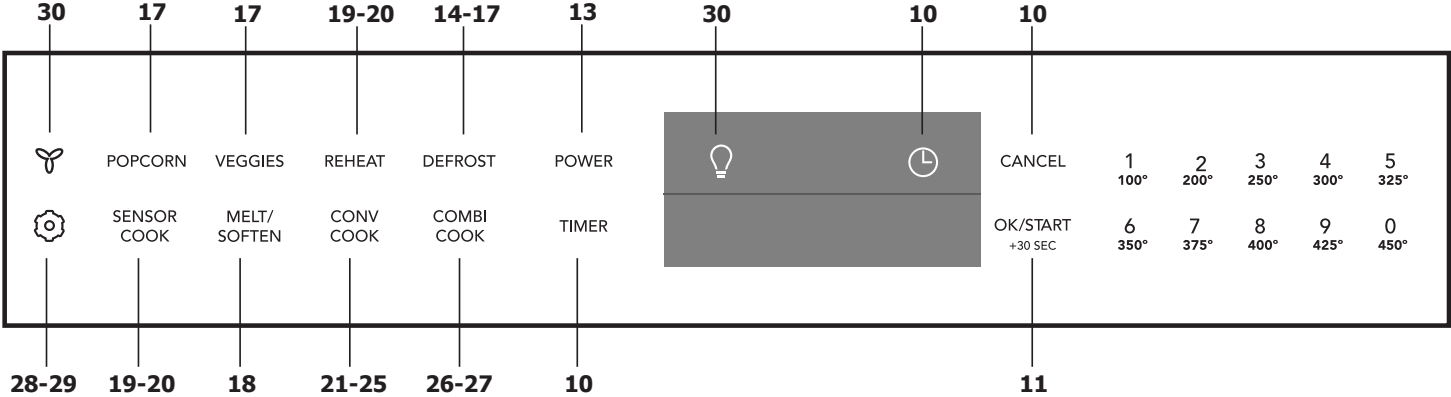 30 17 17 19-20 14-17 13 30 10 10
POPCORN VEGGIES REHEAT DEFROST POWER CANCEL 1 2 3 4 5
100° 200° 250° 300° 325°
SENSOR MELT/ CONV COMBI
COOK SOFTEN COOK COOK TIMER OK/START 6 7 8 9 0
+30 SEC 350° 375° 400° 425° 450°
28-29 19-20 18 21-25 26-27 10 11